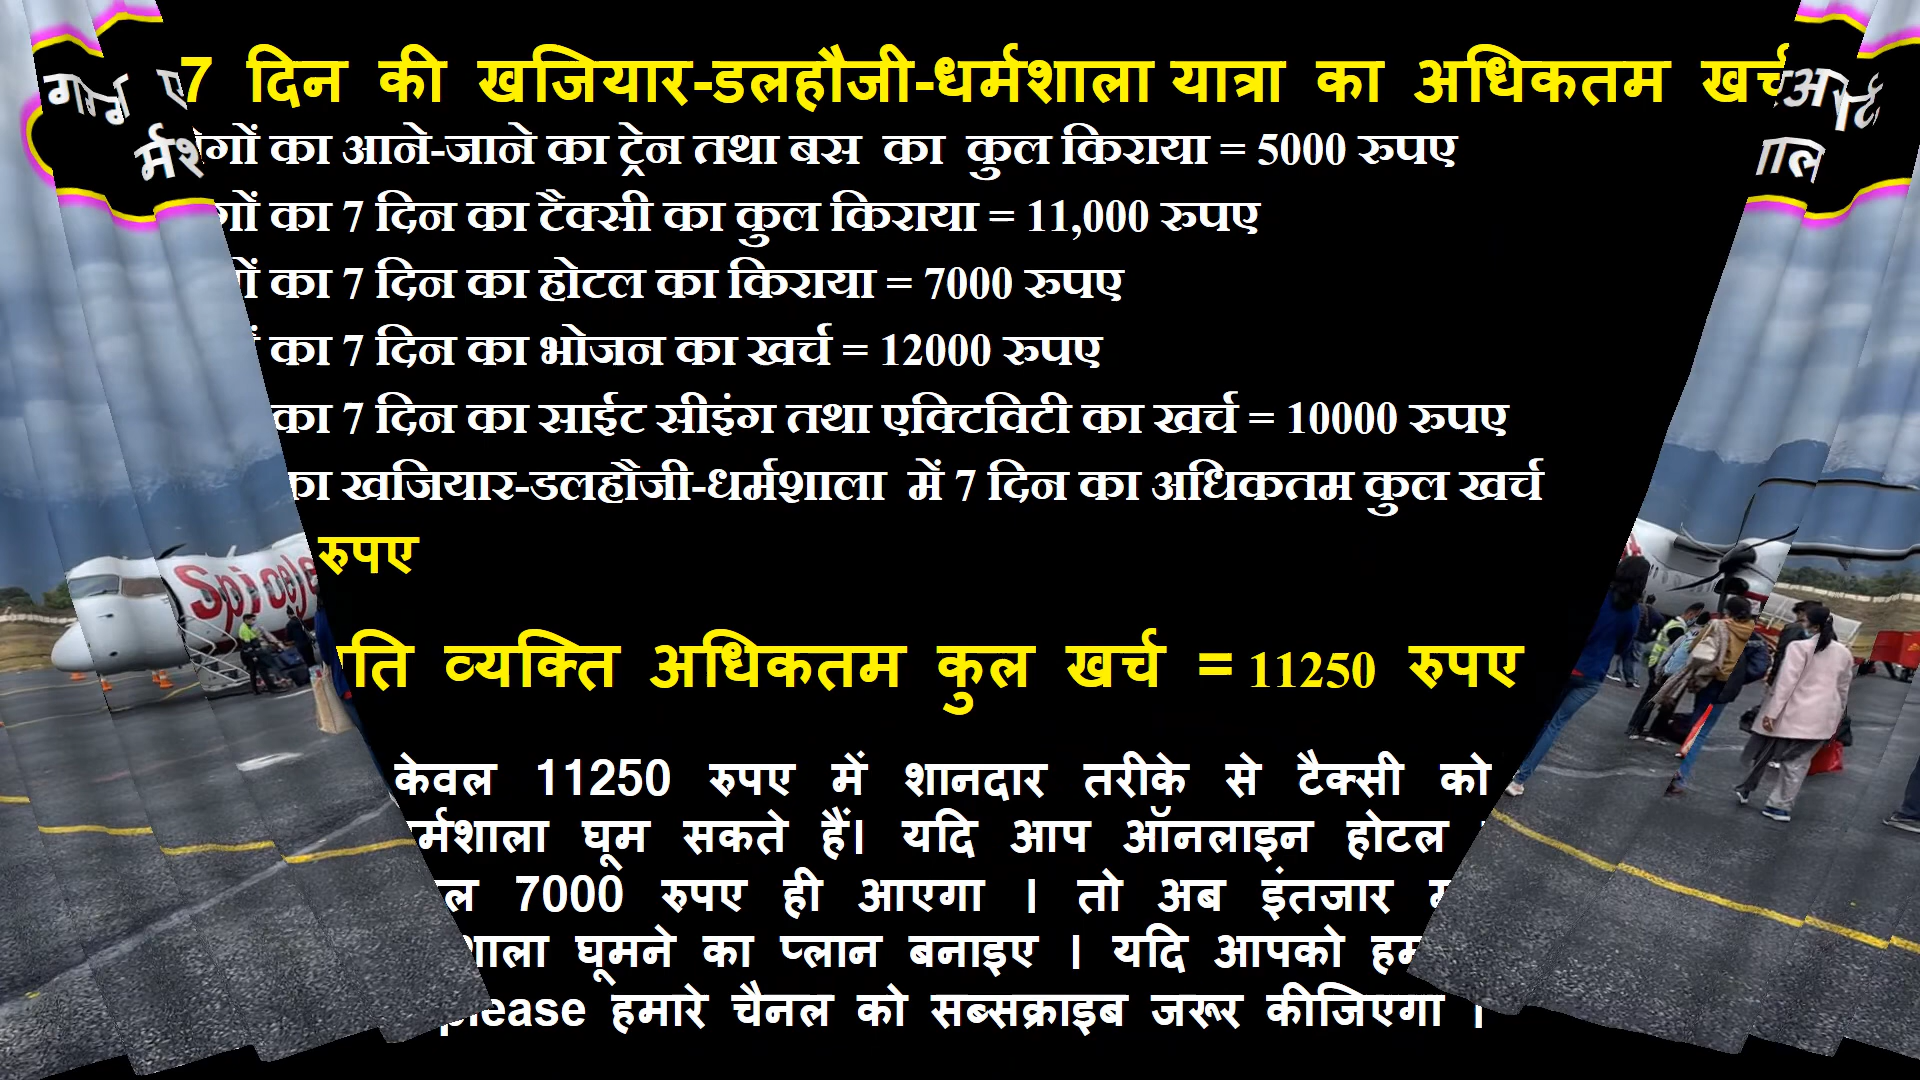 7 दिन की खजियार-डलहौजी-धर्मशाला यात्रा का अधिकतम खर्च
का आने-जाने का ट्रेन तथा बस का कुल किराया = 5000 रुपए
का 7 दिन का टैक्सी का कुल किराया = 11,000 रुपए
का 7 दिन का होटल का किराया = 7000 रुपए
का 7 दिन का भोजन का खर्च = 12000 रुपए
का 7 दिन का साईट सीइंग तथा एक्टिविटी का खर्च = 10000 रुपए
का खजियार-डलहौजी-धर्मशाला में 7 दिन का अधिकतम कुल खर्च
रुपए
व्यक्ति अधिकतम कुल खर्च = 11250 रुपए
केवल 11250 रुपए में शानदार तरीके से टैक्सी को
घूम सकते हैं। यदि आप ऑनलाइन होटल
7000 रुपए ही आएगा । तो अब इंतजार
घूमने का प्लान बनाइए । यदि आपको
please हमारे चैनल को सब्सक्राइब जरूर कीजिएगा ।